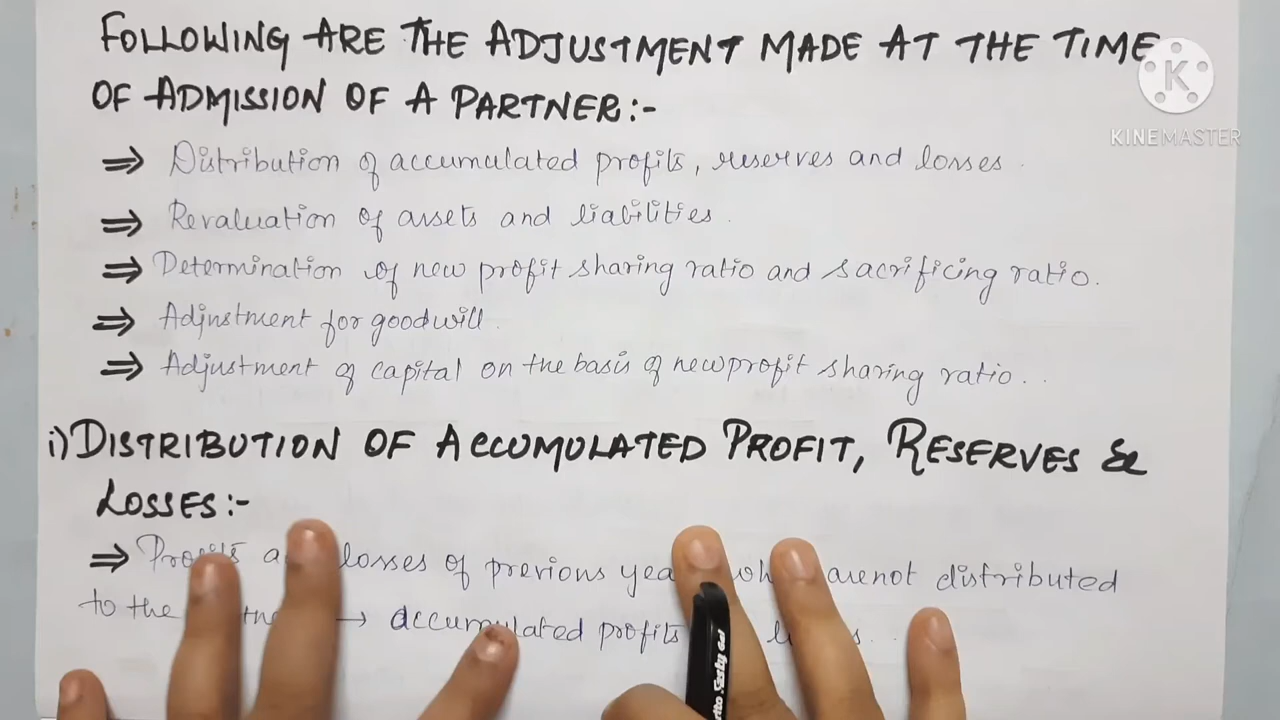 FOLLOWING ARE THE ADJUSTMENT MADE AT THE TIME
OF ADMISSION OF A PARTNER:-
K
KINEMASTER
⇒ Distribution of accumulated profits, reserves and losses.
⇒ Revaluation of assets and liabilities.
⇒ Determination of new profit sharing ratio and sacrificing ratio.
⇒ Adjustment for goodwill.
⇒ Adjustment of capital on the basis of new profit sharing ratio..
i) DISTRIBUTION OF ACCUMULATED PROFIT, RESERVES &
LOSSES:-
⇒ losses of previous are not distributed
to the → accumulated profits